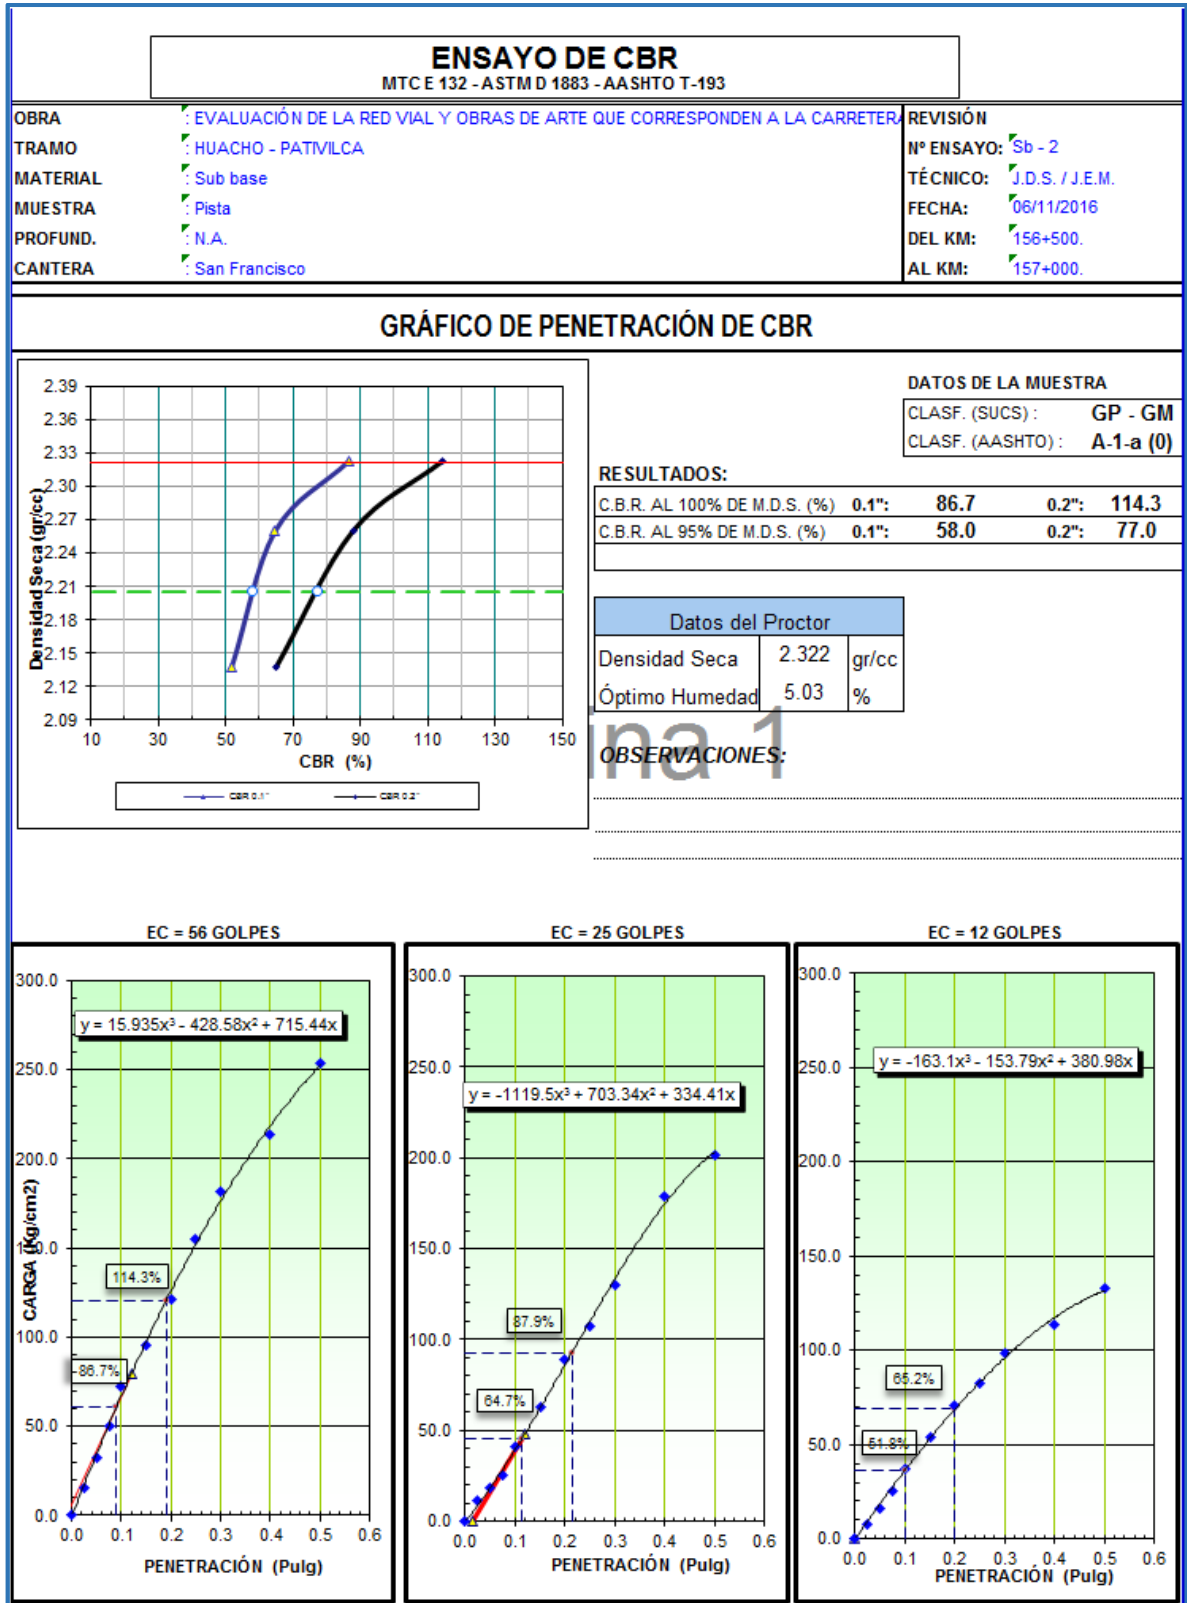 ENSAYO DE CBR
MTC E 132 - ASTM D 1883 - AASHTO T-193
OBRA : EVALUACIÓN DE LA RED VIAL Y OBRAS DE ARTE QUE CORRESPONDEN A LA CARRETERA
REVISIÓN
TRAMO : HUACHO - PATIVILCA
Nº ENSAYO: Sb - 2
MATERIAL : Sub base
TÉCNICO: J.D.S. / J.E.M.
MUESTRA : Pista
FECHA: 06/11/2016
PROFUND. : N.A.
DEL KM: 156+500.
CANTERA : San Francisco
AL KM: 157+000.
GRÁFICO DE PENETRACIÓN DE CBR
2.39
2.36
2.33
2.30
2.27
2.24
2.21
2.18
2.15
2.12
2.09
Densidad Seca (gr/cc)
10 30 50 70 90 110 130 150
CBR (%)
CBR 0.1" CBR 0.2"
DATOS DE LA MUESTRA
CLASF. (SUCS) : GP - GM
CLASF. (AASHTO) : A-1-a (0)
RESULTADOS:
C.B.R. AL 100% DE M.D.S. (%) 0.1": 86.7 0.2": 114.3
C.B.R. AL 95% DE M.D.S. (%) 0.1": 58.0 0.2": 77.0
Datos del Proctor
Densidad Seca 2.322 gr/cc
Óptimo Humedad 5.03 %
ina 1
OBSERVACIONES:
EC = 56 GOLPES
300.0
y = 15.935x³ - 428.58x² + 715.44x
250.0
200.0
150.0
114.3%
100.0
86.7%
50.0
0.0
CARGA (Kg/cm2)
0.0 0.1 0.2 0.3 0.4 0.5 0.6
PENETRACIÓN (Pulg)
EC = 25 GOLPES
300.0
250.0
y = -1119.5x³ + 703.34x² + 334.41x
200.0
150.0
87.9%
100.0
64.7%
50.0
0.0
0.0 0.1 0.2 0.3 0.4 0.5 0.6
PENETRACIÓN (Pulg)
EC = 12 GOLPES
300.0
y = -163.1x³ - 153.79x² + 380.98x
250.0
200.0
150.0
100.0
65.2%
50.0
51.8%
0.0
0.0 0.1 0.2 0.3 0.4 0.5 0.6
PENETRACIÓN (Pulg)